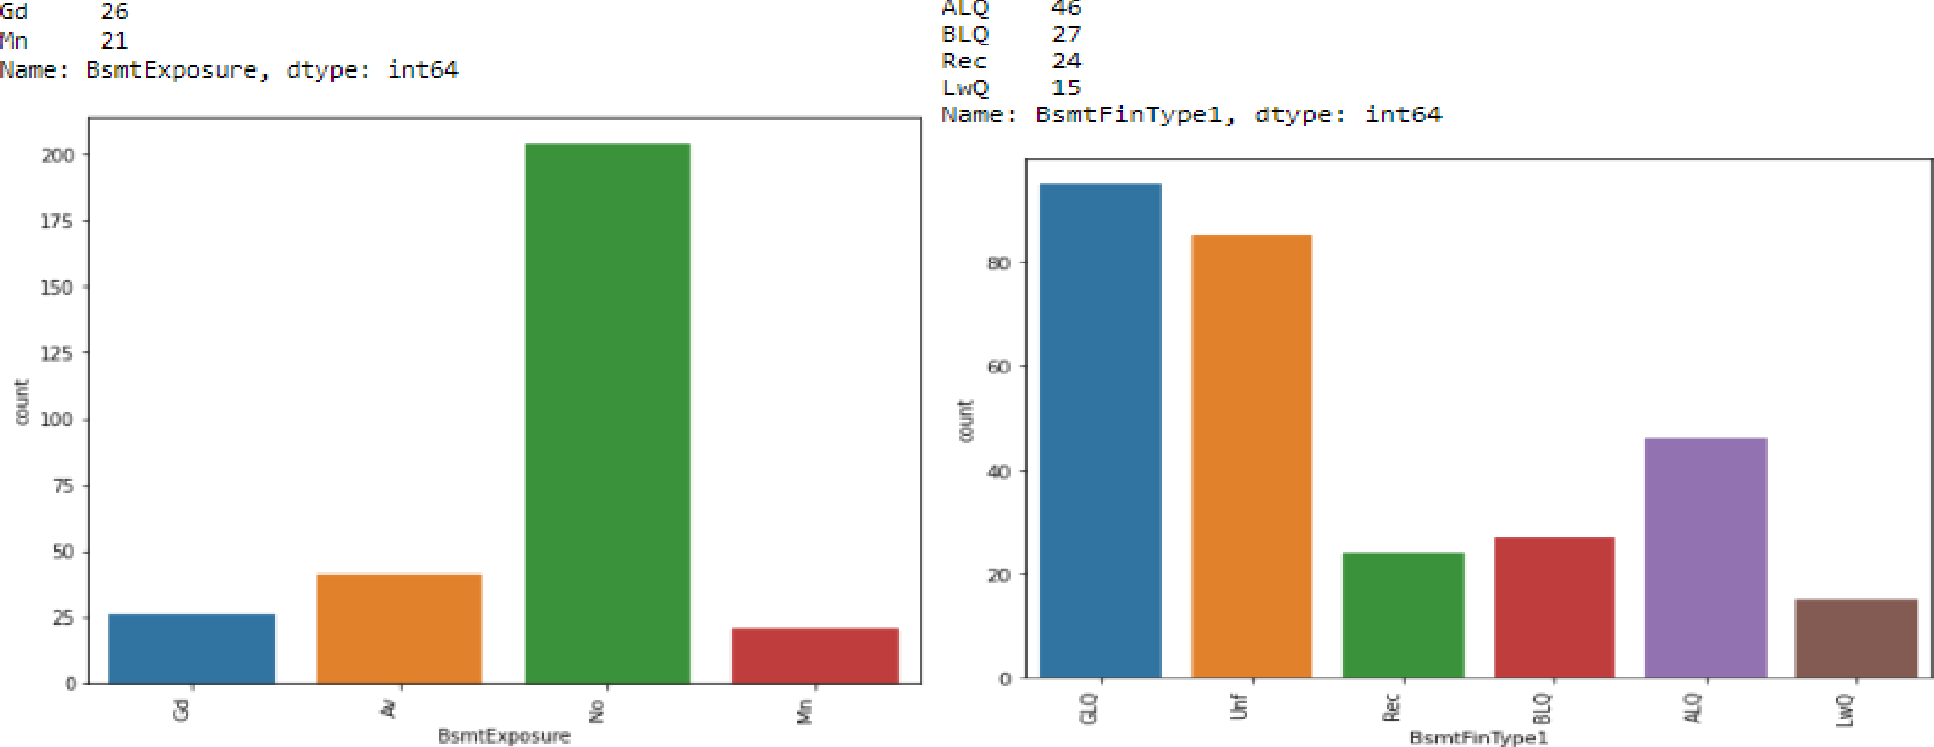 Gd 26
Mn 21
Name: BsmtExposure, dtype: int64
200
175
150
125
100
75
50
25
0
count
Gd
Av
No
Mn
BsmtExposure
ALQ 46
BLQ 27
Rec 24
LwQ 15
Name: BsmtFinType1, dtype: int64
80
60
40
20
0
count
GLQ
Unf
Rec
BLQ
ALQ
LwQ
BsmtFinType1